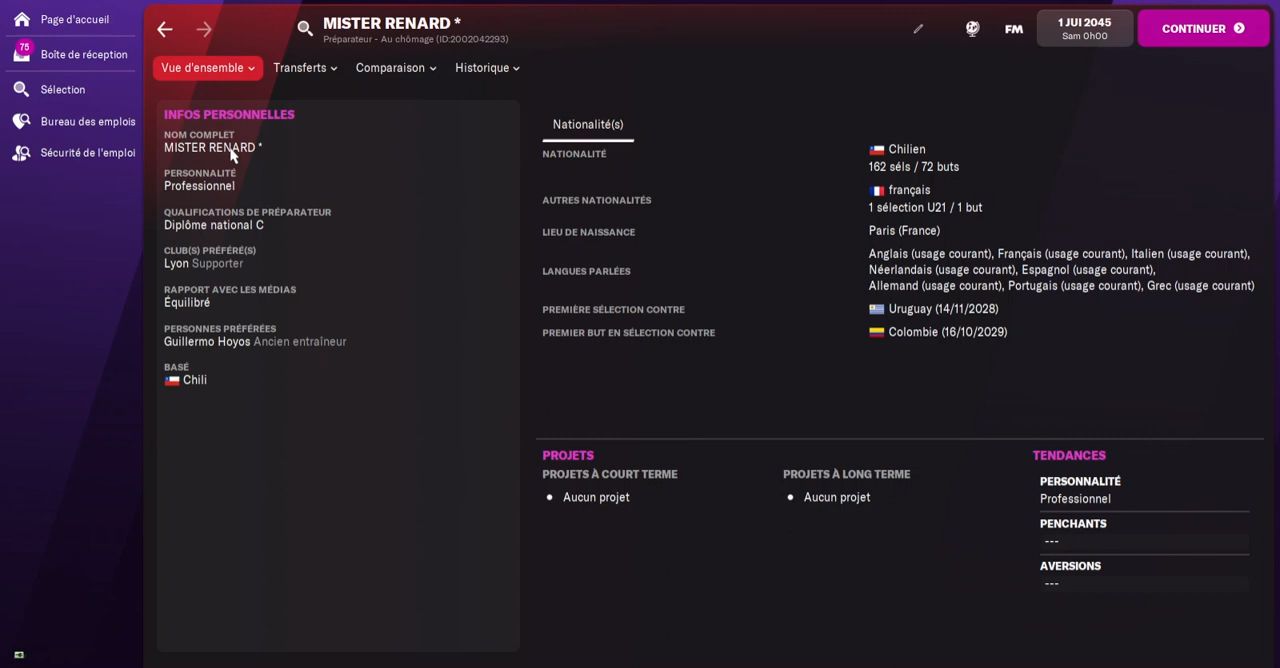 Page d'accueil
75
Boîte de réception
Sélection
Bureau des emplois
Sécurité de l'emploi
MISTER RENARD *
Préparateur - Au chômage (ID:2002042293)
FM
1 JUI 2045
Sam 0h00
CONTINUER
Vue d'ensemble
Transferts
Comparaison
Historique
INFOS PERSONNELLES
NOM COMPLET
MISTER RENARD *
PERSONNALITÉ
Professionnel
QUALIFICATIONS DE PRÉPARATEUR
Diplôme national C
CLUB(S) PRÉFÉRÉ(S)
Lyon Supporter
RAPPORT AVEC LES MÉDIAS
Équilibré
PERSONNES PRÉFÉRÉES
Guillermo Hoyos Ancien entraîneur
BASÉ
Chili
Nationalité(s)
NATIONALITÉ
Chilien
162 séls / 72 buts
AUTRES NATIONALITÉS
français
1 sélection U21 / 1 but
LIEU DE NAISSANCE
Paris (France)
LANGUES PARLÉES
Anglais (usage courant), Français (usage courant), Italien (usage courant),
Néerlandais (usage courant), Espagnol (usage courant),
Allemand (usage courant), Portugais (usage courant), Grec (usage courant)
PREMIÈRE SÉLECTION CONTRE
Uruguay (14/11/2028)
PREMIER BUT EN SÉLECTION CONTRE
Colombie (16/10/2029)
PROJETS
PROJETS À COURT TERME
Aucun projet
PROJETS À LONG TERME
Aucun projet
TENDANCES
PERSONNALITÉ
Professionnel
PENCHANTS
---
AVERSIONS
---